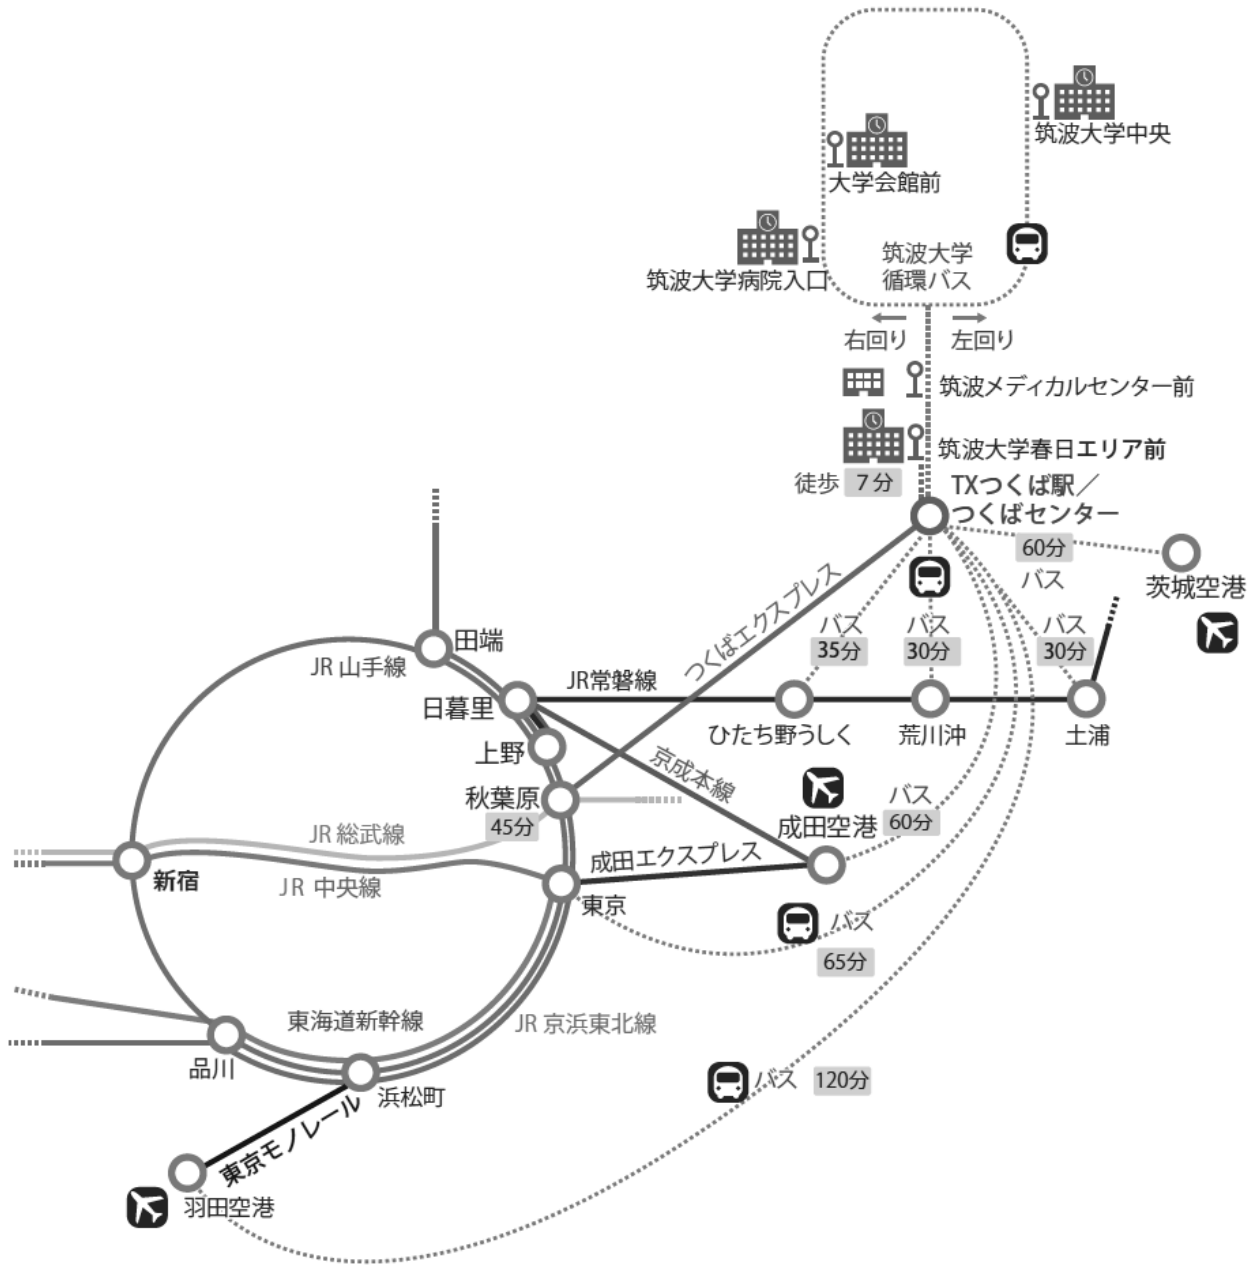 筑波大学中央
大学会館前
筑波大学病院入口
筑波大学
循環バス
右回り
左回り
筑波メディカルセンター前
筑波大学春日エリア前
徒歩 7分
TXつくば駅／
つくばセンター
60分
バス
茨城空港
つくばエクスプレス
バス
35分
バス
30分
バス
30分
田端
JR 山手線
日暮里
JR常磐線
ひたち野うしく
荒川沖
土浦
上野
京成本線
秋葉原
45分
成田空港
バス
60分
JR 総武線
成田エクスプレス
新宿
JR 中央線
東京
バス
65分
東海道新幹線
JR 京浜東北線
品川
浜松町
バス 120分
東京モノレール
羽田空港